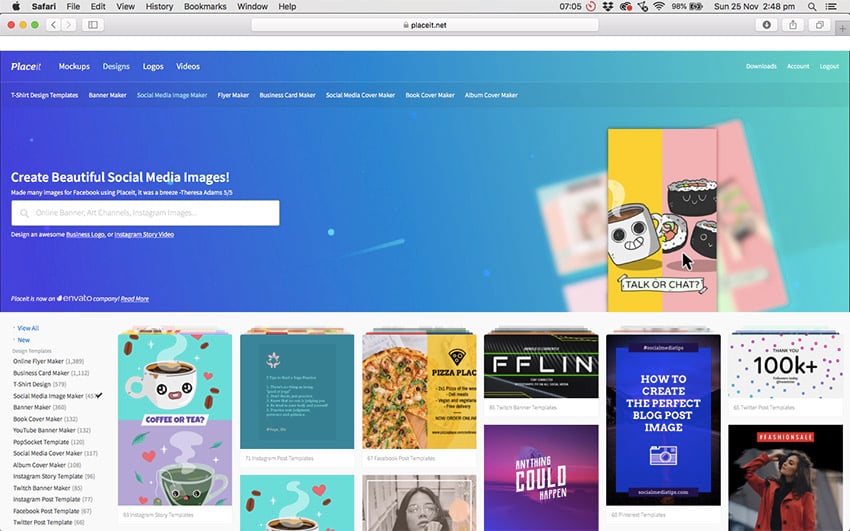 Safari File Edit View History Bookmarks Window Help 07:05 98% Sun 25 Nov 2:48 pm
placeit.net
Placeit Mockups Designs Logos Videos Downloads Account Logout
T-Shirt Design Templates Banner Maker Social Media Image Maker Flyer Maker Business Card Maker Social Media Cover Maker Book Cover Maker Album Cover Maker
Create Beautiful Social Media Images!
Made many images for Facebook using Placeit, it was a breeze -Theresa Adams 5/5
Online Banner, Art Channels, Instagram Images...
Design an awesome Business Logo, or Instagram Story Video
TALK OR CHAT?
Placeit is now an envato company! Read More
View All
New
Design Templates
Online Flyer Maker (1,389)
Business Card Maker (1,112)
T-Shirt Design (579)
Social Media Image Maker
Banner Maker (360)
Book Cover Maker (132)
YouTube Banner Maker (132)
PopSocket Template (120)
Social Media Cover Maker (117)
Album Cover Maker (108)
Instagram Story Template (96)
Twitch Banner Maker (85)
Instagram Post Template (77)
Facebook Post Template (67)
Twitter Post Template (66)
COFFEE OR TEA?
83 Instagram Story Templates
5 Tips to Start a Yoga Practice
71 Instagram Post Templates
PIZZA PLAC
67 Facebook Post Templates
FFLIN
85 Twitch Banner Templates
ANYTHING
COULD
HAPPEN
#socialmediatips
HOW TO
CREATE
THE PERFECT
BLOG POST
IMAGE
socialmediatips.com
60 Pinterest Templates
THANK YOU
100k+
65 Twitter Post Templates
#FASHIONSALE